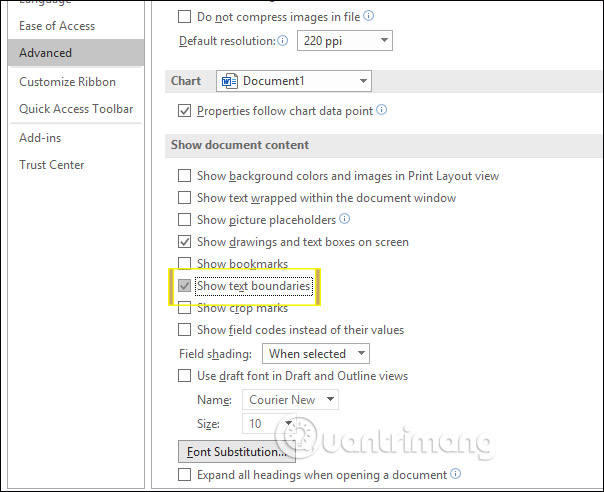 Language
Ease of Access
Advanced
Customize Ribbon
Quick Access Toolbar
Add-ins
Trust Center
Do not compress images in file
Default resolution: 220 ppi
Chart Document1
Properties follow chart data point
Show document content
Show background colors and images in Print Layout view
Show text wrapped within the document window
Show picture placeholders
Show drawings and text boxes on screen
Show bookmarks
Show text boundaries
Show crop marks
Show field codes instead of their values
Field shading: When selected
Use draft font in Draft and Outline views
Name: Courier New
Size: 10
Font Substitution...
Expand all headings when opening a document
Quantrimang